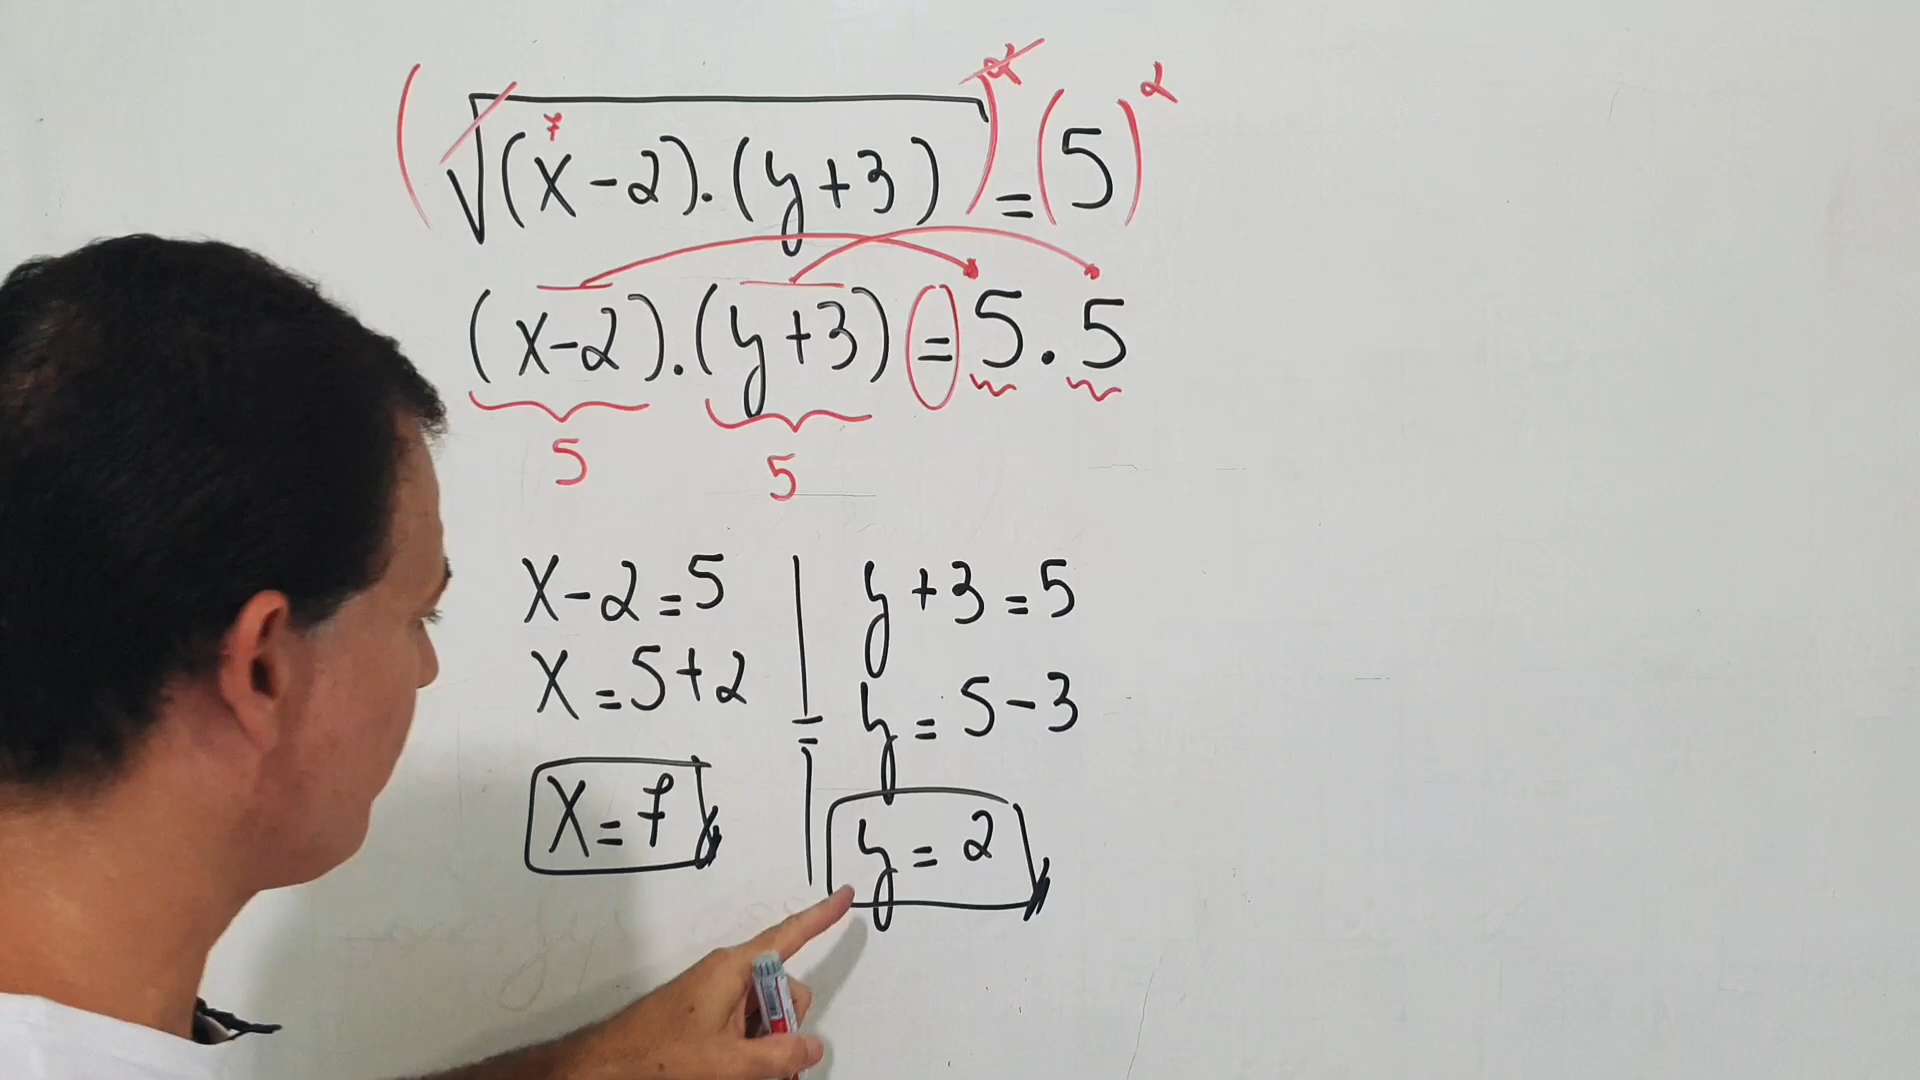 (√(x-2).(y+3))² = (5)²
7
(x-2).(y+3) = 5.5
5 5
x-2=5
x=5+2
x=7
y+3=5
y=5-3
y=2
=